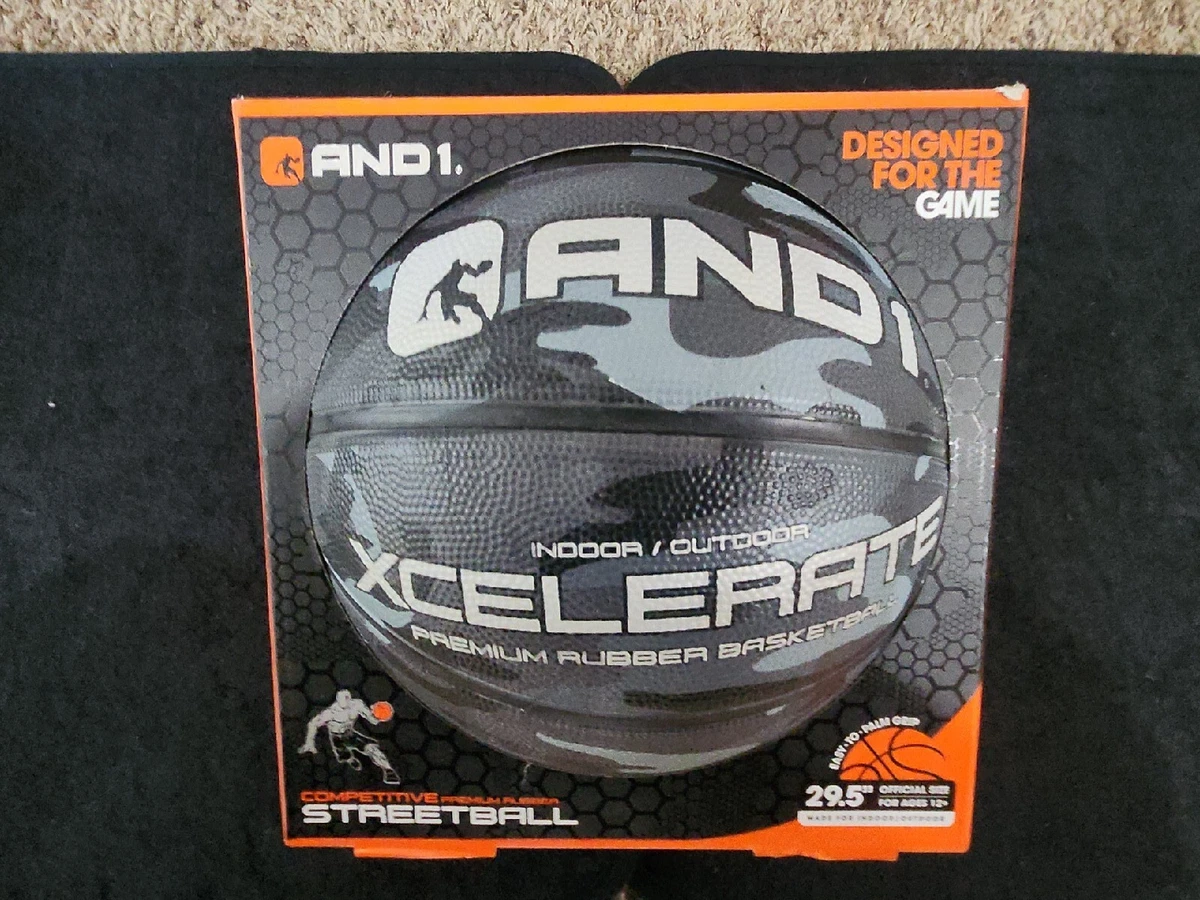 AND1®
DESIGNED
FOR THE
GAME
AND1
INDOOR / OUTDOOR
XCELERATE
PREMIUM RUBBER BASKETBALL
EASY-TO-PALM GRIP
29.5" OFFICIAL SIZE
FOR AGES 12+
MADE FOR INDOOR/OUTDOOR
COMPETITIVE PREMIUM RUBBER
STREETBALL